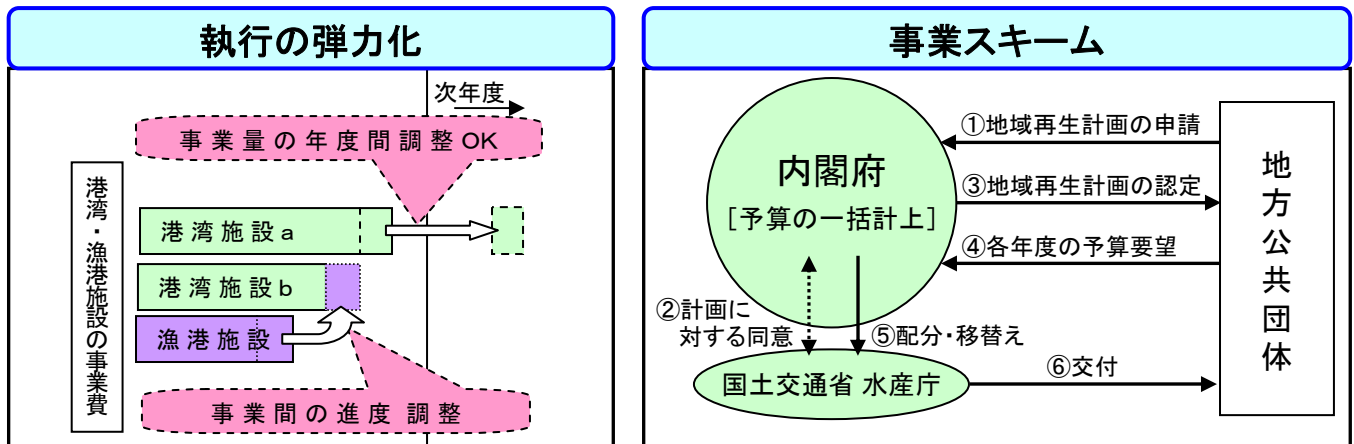 執行の弾力化
次年度
事業量の年度間調整OK
港湾・漁港施設の事業費
港湾施設a
港湾施設b
漁港施設
事業間の進度 調整
事業スキーム
内閣府
[予算の一括計上]
①地域再生計画の申請
③地域再生計画の認定
④各年度の予算要望
地方公共団体
②計画に
対する同意
⑤配分・移替え
国土交通省 水産庁
⑥交付